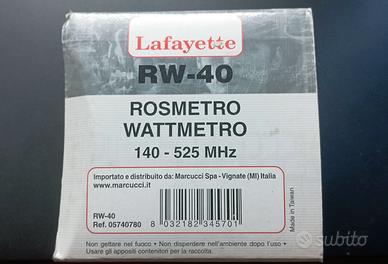 Lafayette
RW-40
ROSMETRO
WATTMETRO
140 - 525 MHz
Importato e distribuito da: Marcucci Spa - Vignate (MI) Italia
www.marcucci.it
RW-40
Ref. 05740780
8 032182 345701
Made in Taiwan
Non gettare nel fuoco • Non disperdere nell'ambiente dopo l'uso •
Usare gli appositi contenitori per la raccolta.
subito